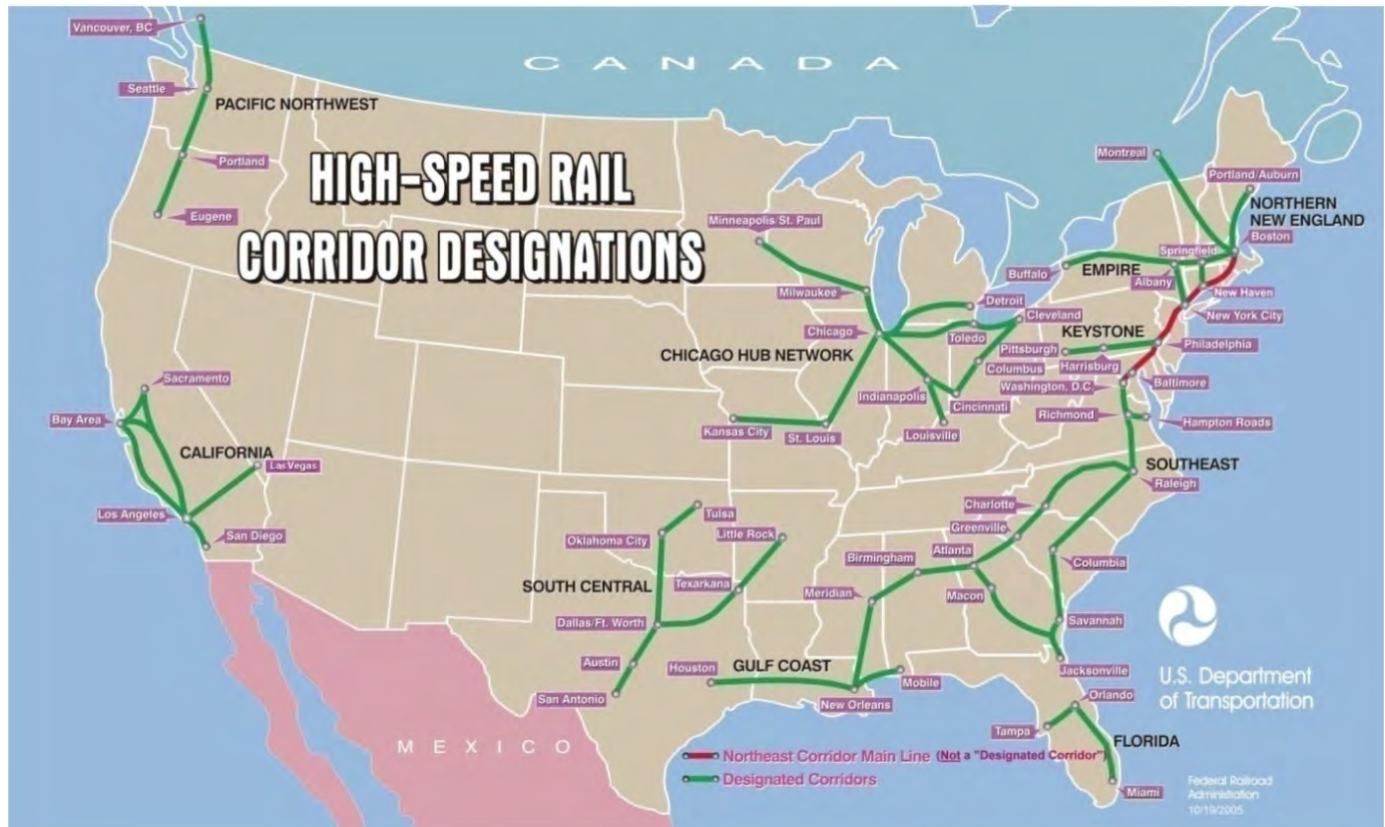 Vancouver, BC
CANADA
Seattle
PACIFIC NORTHWEST
Portland
Eugene
HIGH-SPEED RAIL
CORRIDOR DESIGNATIONS
Montreal
Portland/Auburn
NORTHERN
NEW ENGLAND
Boston
Minneapolis/St. Paul
Springfield
EMPIRE
Buffalo
Albany
New Haven
Milwaukee
Detroit
Cleveland
New York City
Chicago
Toledo
KEYSTONE
CHICAGO HUB NETWORK
Pittsburgh
Philadelphia
Columbus
Harrisburg
Washington, D.C.
Baltimore
Sacramento
Indianapolis
Cincinnati
Richmond
Hampton Roads
Bay Area
Kansas City
St. Louis
Louisville
CALIFORNIA
Las Vegas
SOUTHEAST
Raleigh
Los Angeles
San Diego
Tulsa
Charlotte
Oklahoma City
Little Rock
Greenville
Birmingham
Atlanta
Columbia
SOUTH CENTRAL
Texarkana
Meridian
Macon
Dallas/Ft. Worth
Savannah
Austin
Houston
GULF COAST
Jacksonville
San Antonio
Mobile
New Orleans
Orlando
U.S. Department
of Transportation
Tampa
FLORIDA
MEXICO
Northeast Corridor Main Line (Not a "Designated Corridor")
Designated Corridors
Miami
Federal Railroad
Administration
10/19/2005